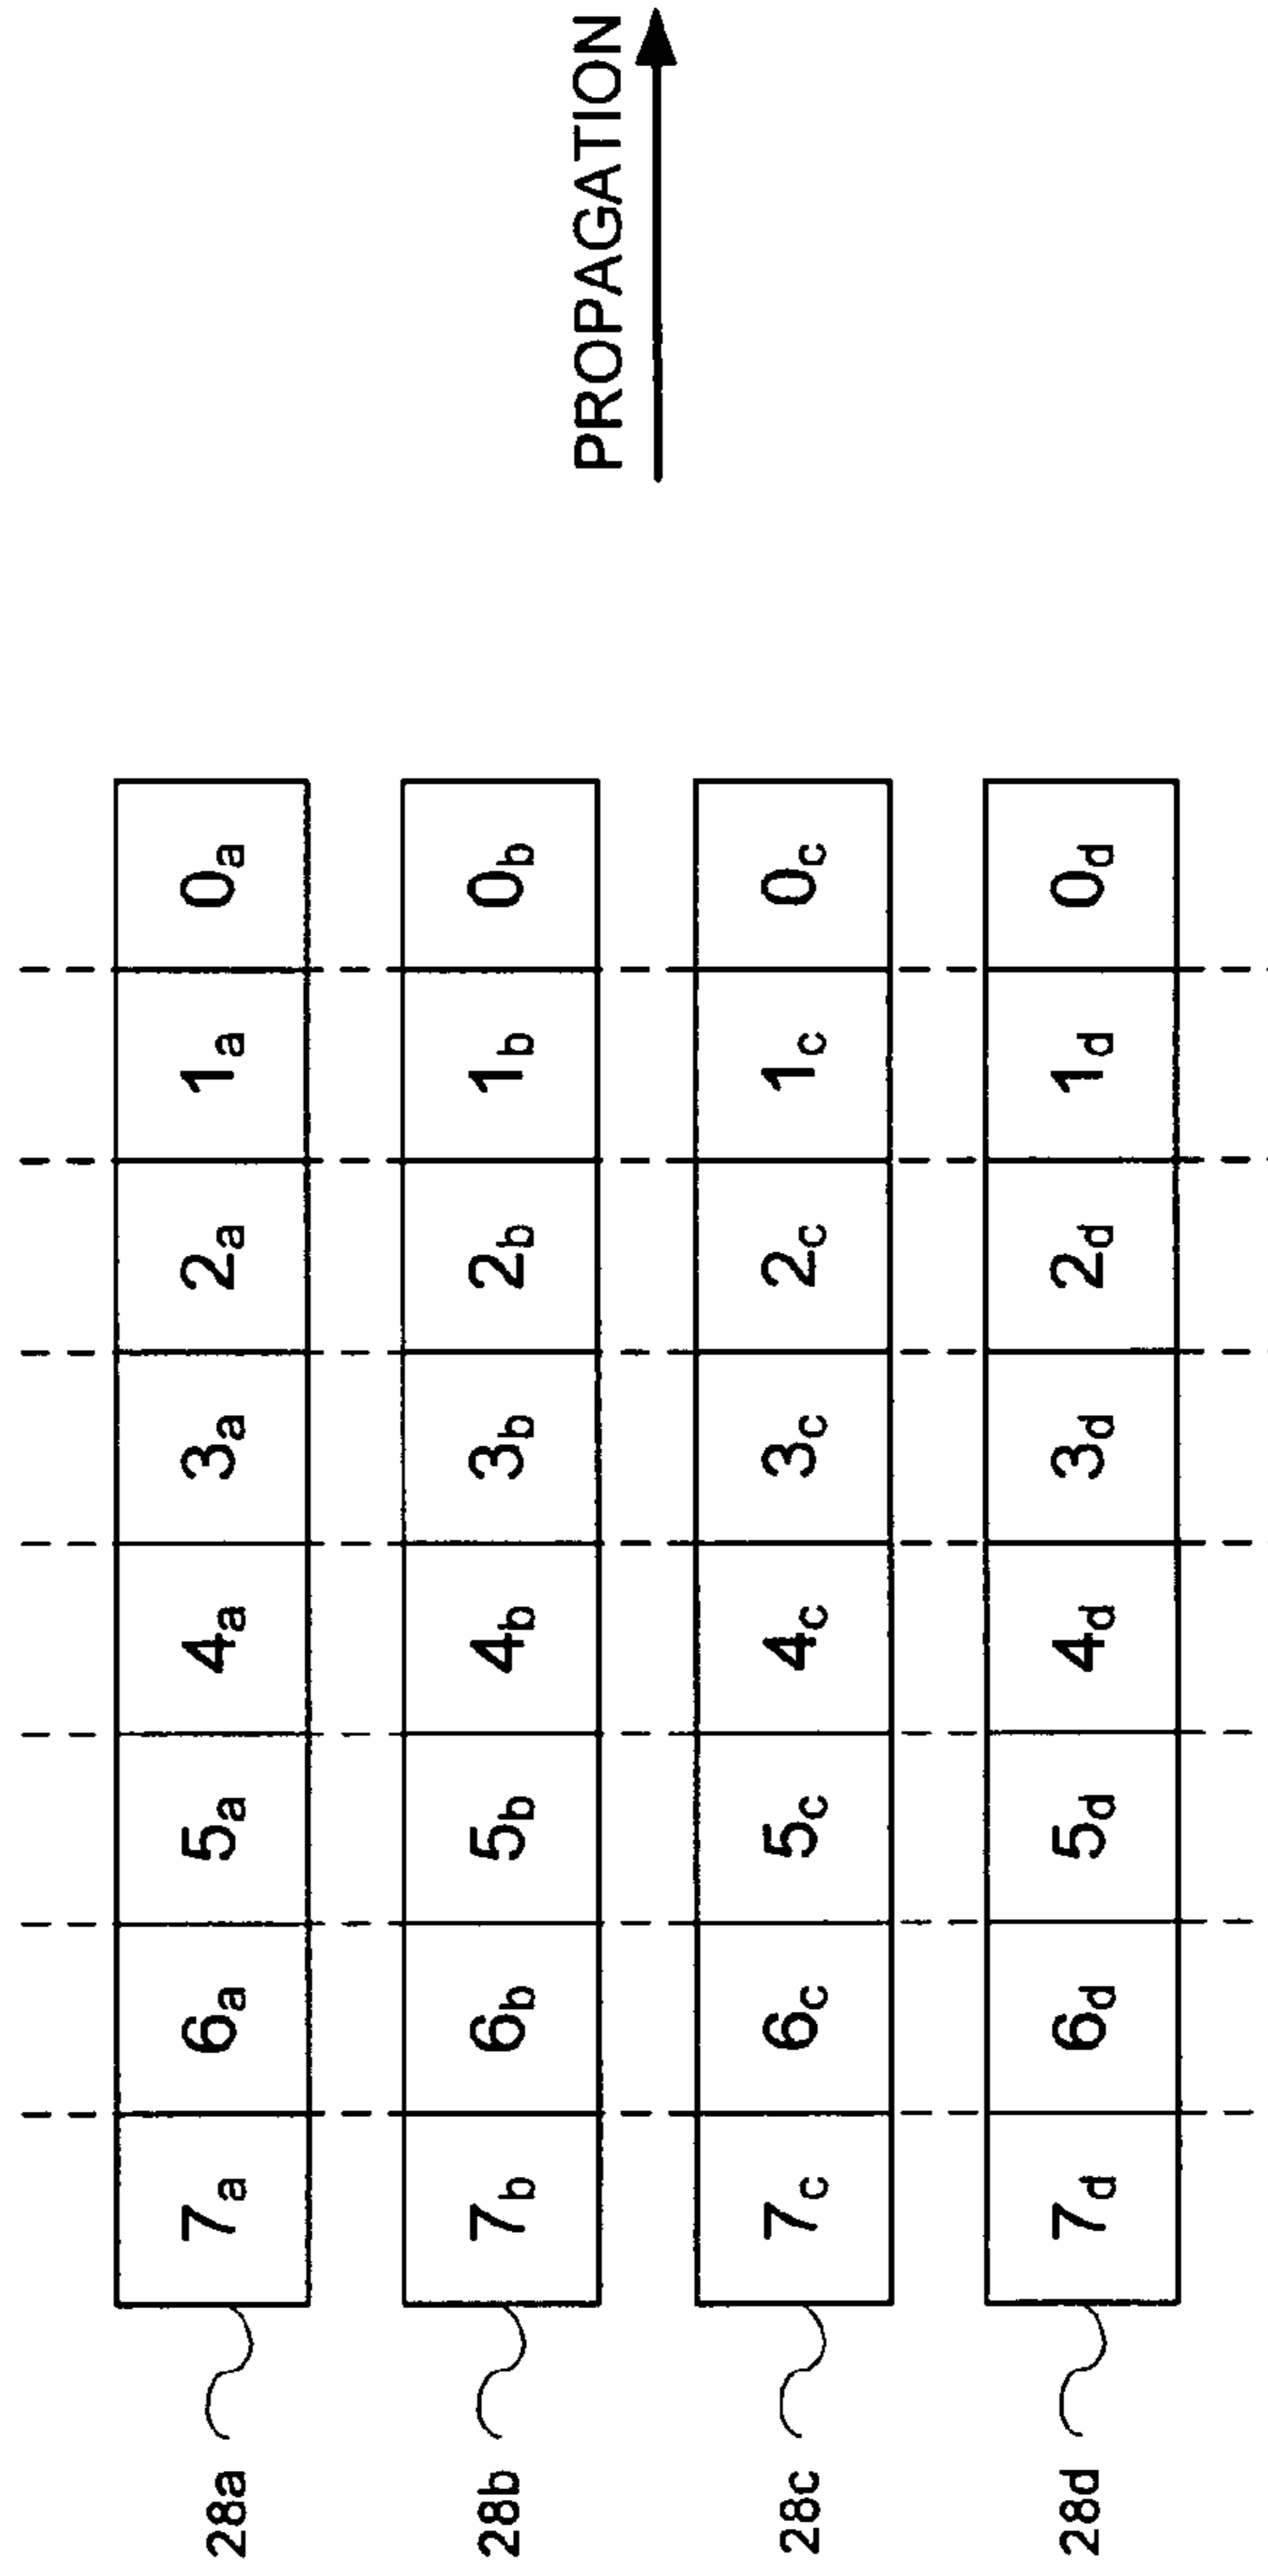 28a 7a 6a 5a 4a 3a 2a 1a 0a
28b 7b 6b 5b 4b 3b 2b 1b 0b
28c 7c 6c 5c 4c 3c 2c 1c 0c
28d 7d 6d 5d 4d 3d 2d 1d 0d
PROPAGATION